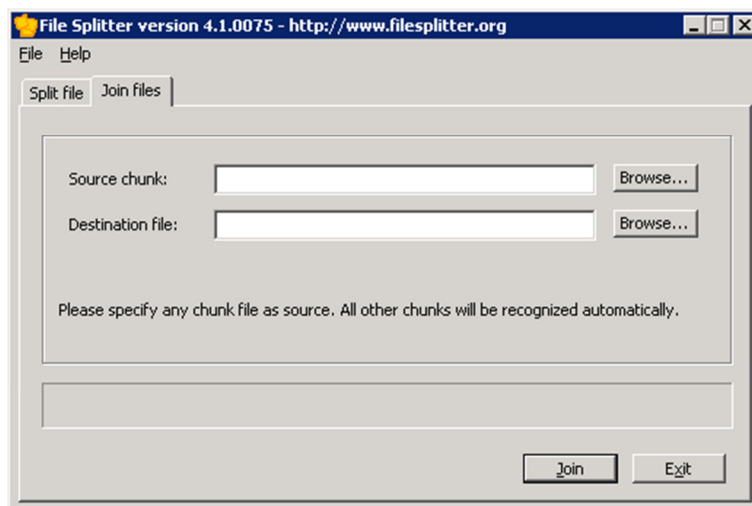 File Splitter version 4.1.0075 - http://www.filesplitter.org
File Help
Split file Join files
Source chunk: Browse...
Destination file: Browse...
Please specify any chunk file as source. All other chunks will be recognized automatically.
Join Exit